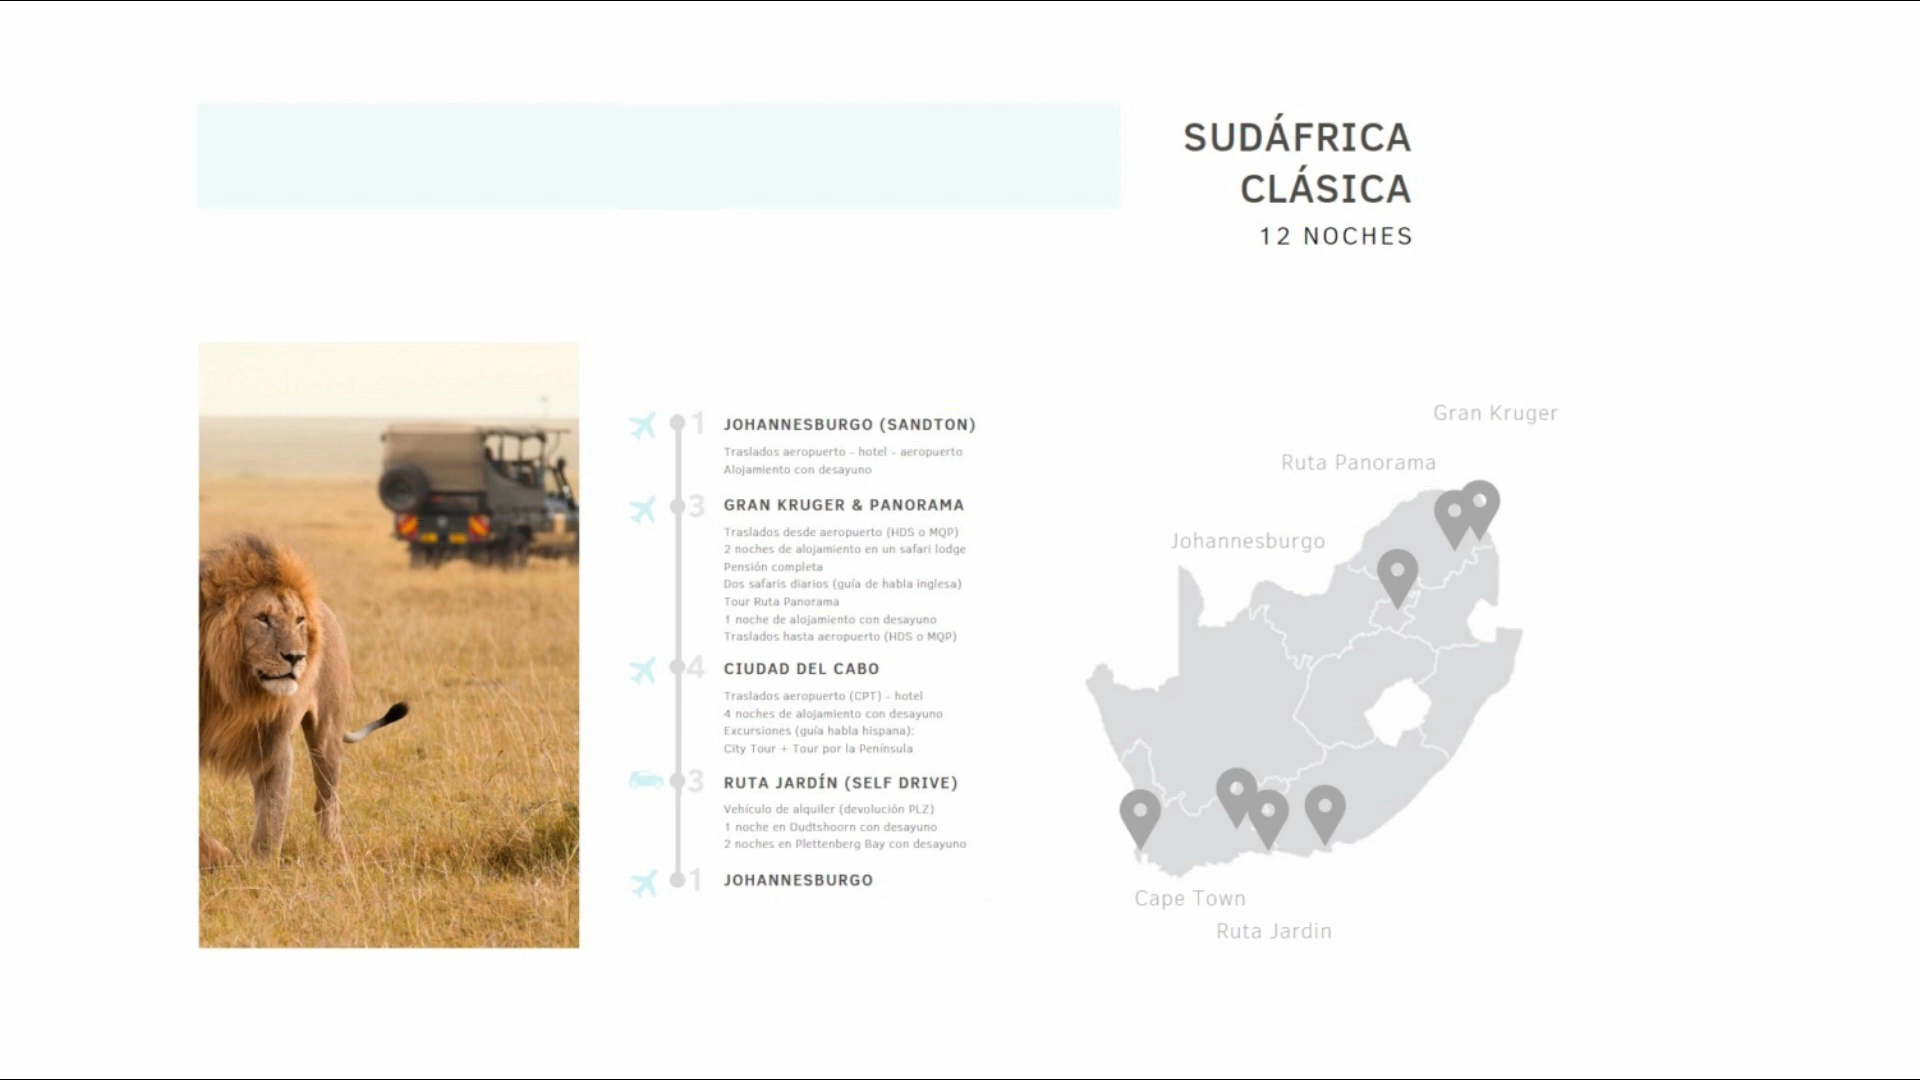 SUDÁFRICA
CLÁSICA
12 NOCHES
1 JOHANNESBURGO (SANDTON)
Traslados aeropuerto - hotel - aeropuerto
Alojamiento con desayuno
3 GRAN KRUGER & PANORAMA
Traslados desde aeropuerto (HDS o MQP)
2 noches de alojamiento en un safari lodge
Pensión completa
Dos safaris diarios (guía de habla inglesa)
Tour Ruta Panorama
1 noche de alojamiento con desayuno
Traslados hasta aeropuerto (HDS o MQP)
4 CIUDAD DEL CABO
Traslados aeropuerto (CPT) - hotel
4 noches de alojamiento con desayuno
Excursiones (guía habla hispana):
City Tour + Tour por la Península
3 RUTA JARDÍN (SELF DRIVE)
Vehículo de alquiler (devolución PLZ)
1 noche en Oudtshoorn con desayuno
2 noches en Plettenberg Bay con desayuno
1 JOHANNESBURGO
Gran Kruger
Ruta Panorama
Johannesburgo
Cape Town
Ruta Jardin